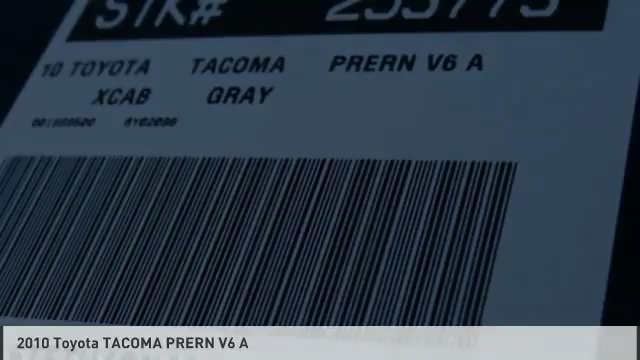 STK#
10 TOYOTA TACOMA PRERN V6 A
XCAB GRAY
2010 Toyota TACOMA PRERN V6 A